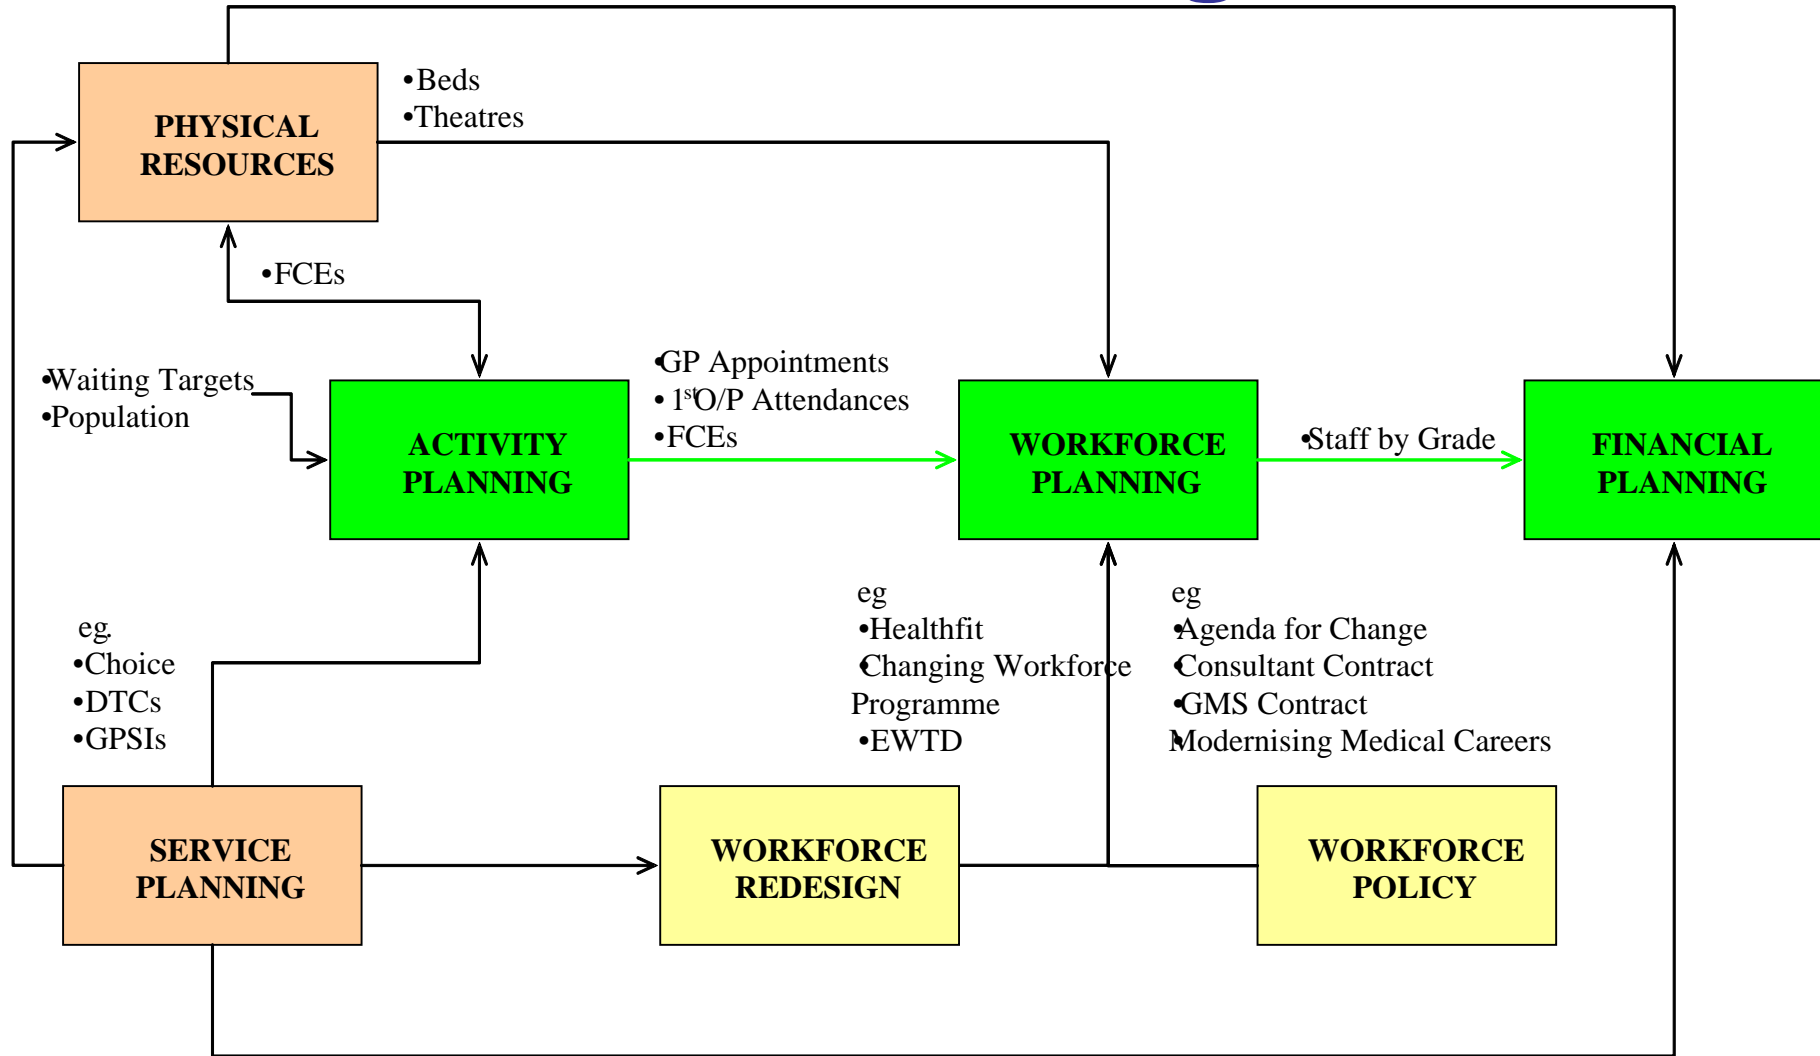 •Beds
•Theatres
PHYSICAL
RESOURCES
•FCEs
•Waiting Targets
•Population
•GP Appointments
•1st O/P Attendances
•FCEs
ACTIVITY
PLANNING
WORKFORCE
PLANNING
•Staff by Grade
FINANCIAL
PLANNING
eg.
•Choice
•DTCs
•GPSIs
eg
•Healthfit
•Changing Workforce
Programme
•EWTD
eg
•Agenda for Change
•Consultant Contract
•GMS Contract
•Modernising Medical Careers
SERVICE
PLANNING
WORKFORCE
REDESIGN
WORKFORCE
POLICY